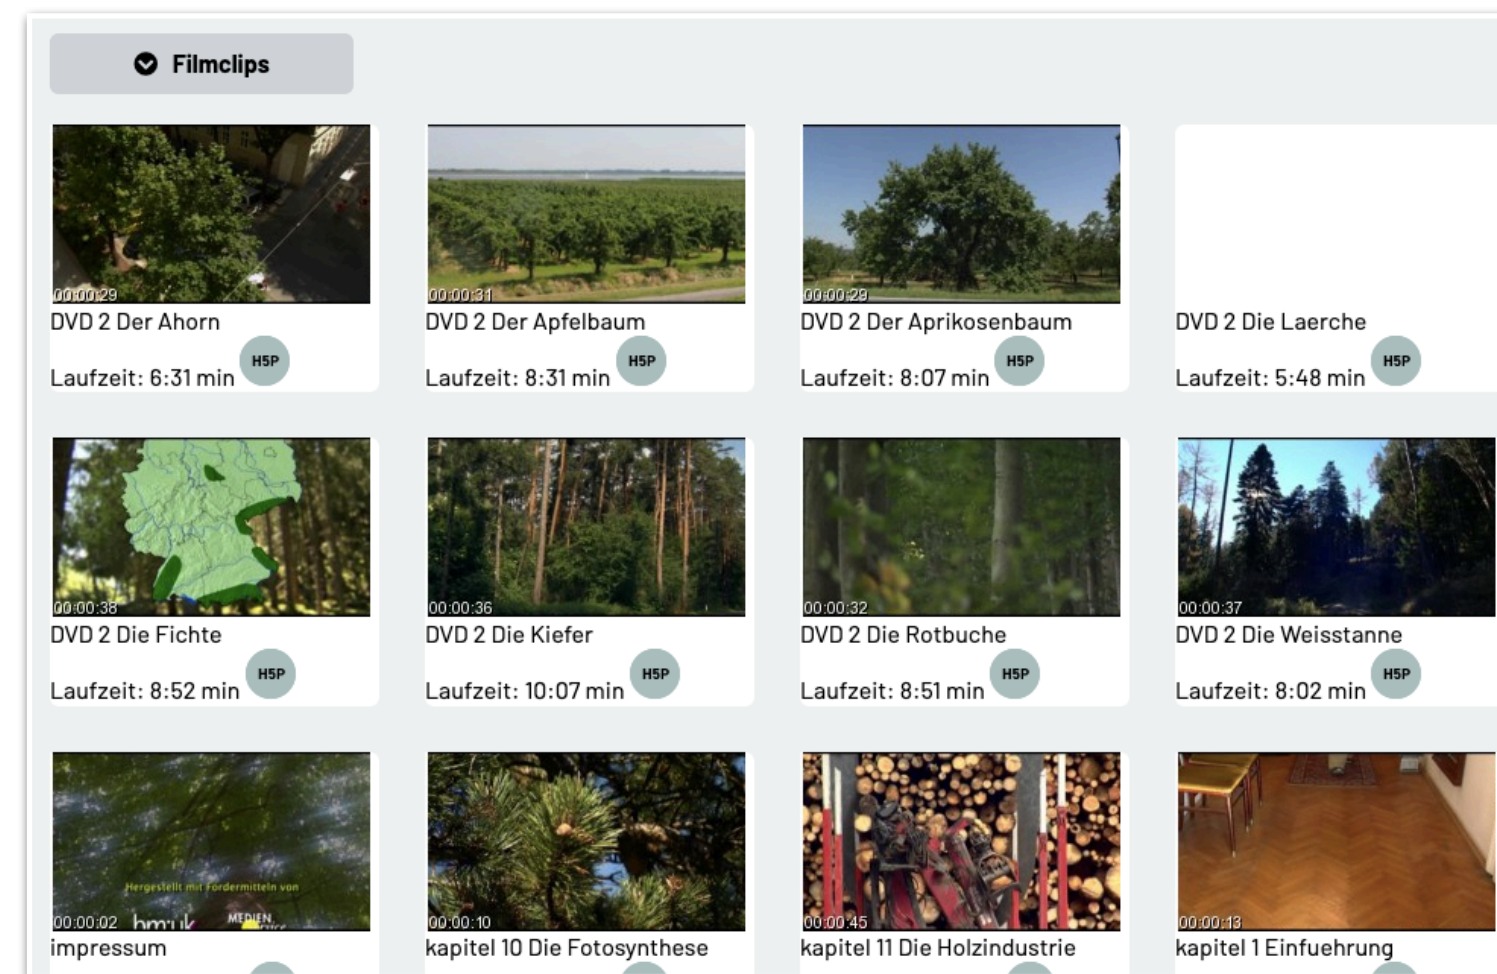 Filmclips
00:00:29
00:00:31
00:00:29
DVD 2 Der Ahorn
DVD 2 Der Apfelbaum
DVD 2 Der Aprikosenbaum
DVD 2 Die Laerche
Laufzeit: 6:31 min H5P
Laufzeit: 8:31 min H5P
Laufzeit: 8:07 min H5P
Laufzeit: 5:48 min H5P
00:00:38
00:00:36
00:00:32
00:00:37
DVD 2 Die Fichte
DVD 2 Die Kiefer
DVD 2 Die Rotbuche
DVD 2 Die Weisstanne
Laufzeit: 8:52 min H5P
Laufzeit: 10:07 min H5P
Laufzeit: 8:51 min H5P
Laufzeit: 8:02 min H5P
Hergestellt mit Fördermitteln von
bm:uk
MEDIEN
00:00:02
00:00:10
00:00:45
00:00:13
impressum
kapitel 10 Die Fotosynthese
kapitel 11 Die Holzindustrie
kapitel 1 Einfuehrung